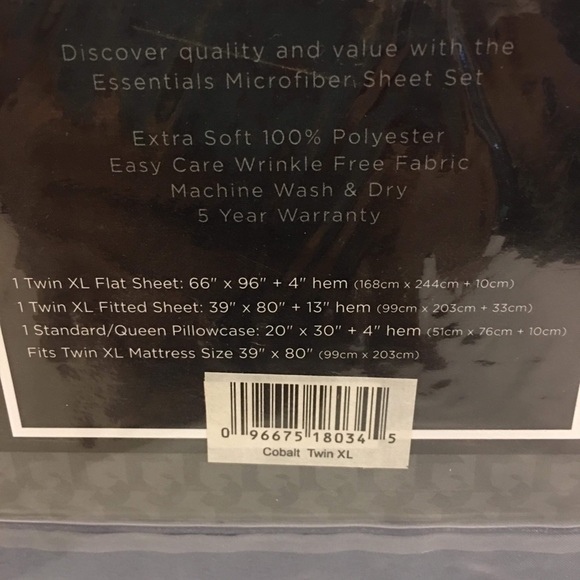 Discover quality and value with the
Essentials Microfiber Sheet Set
Extra Soft 100% Polyester
Easy Care Wrinkle Free Fabric
Machine Wash & Dry
5 Year Warranty
1 Twin XL Flat Sheet: 66" x 96" + 4" hem (168cm x 244cm + 10cm)
1 Twin XL Fitted Sheet: 39" x 80" + 13" hem (99cm x 203cm + 33cm)
1 Standard/Queen Pillowcase: 20" x 30" + 4" hem (51cm x 76cm + 10cm)
Fits Twin XL Mattress Size 39" x 80" (99cm x 203cm)
0 96675 18034 5
Cobalt Twin XL